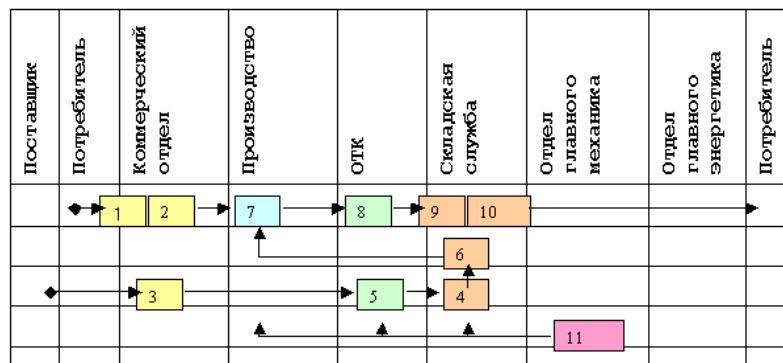 Поставщик
Потребитель
Коммерческий
отдел
Производство
ОТК
Складская
служба
Отдел
главного
механика
Отдел
главного
энергетика
Потребитель
1 2 7 8 9 10
6
3 5 4
11